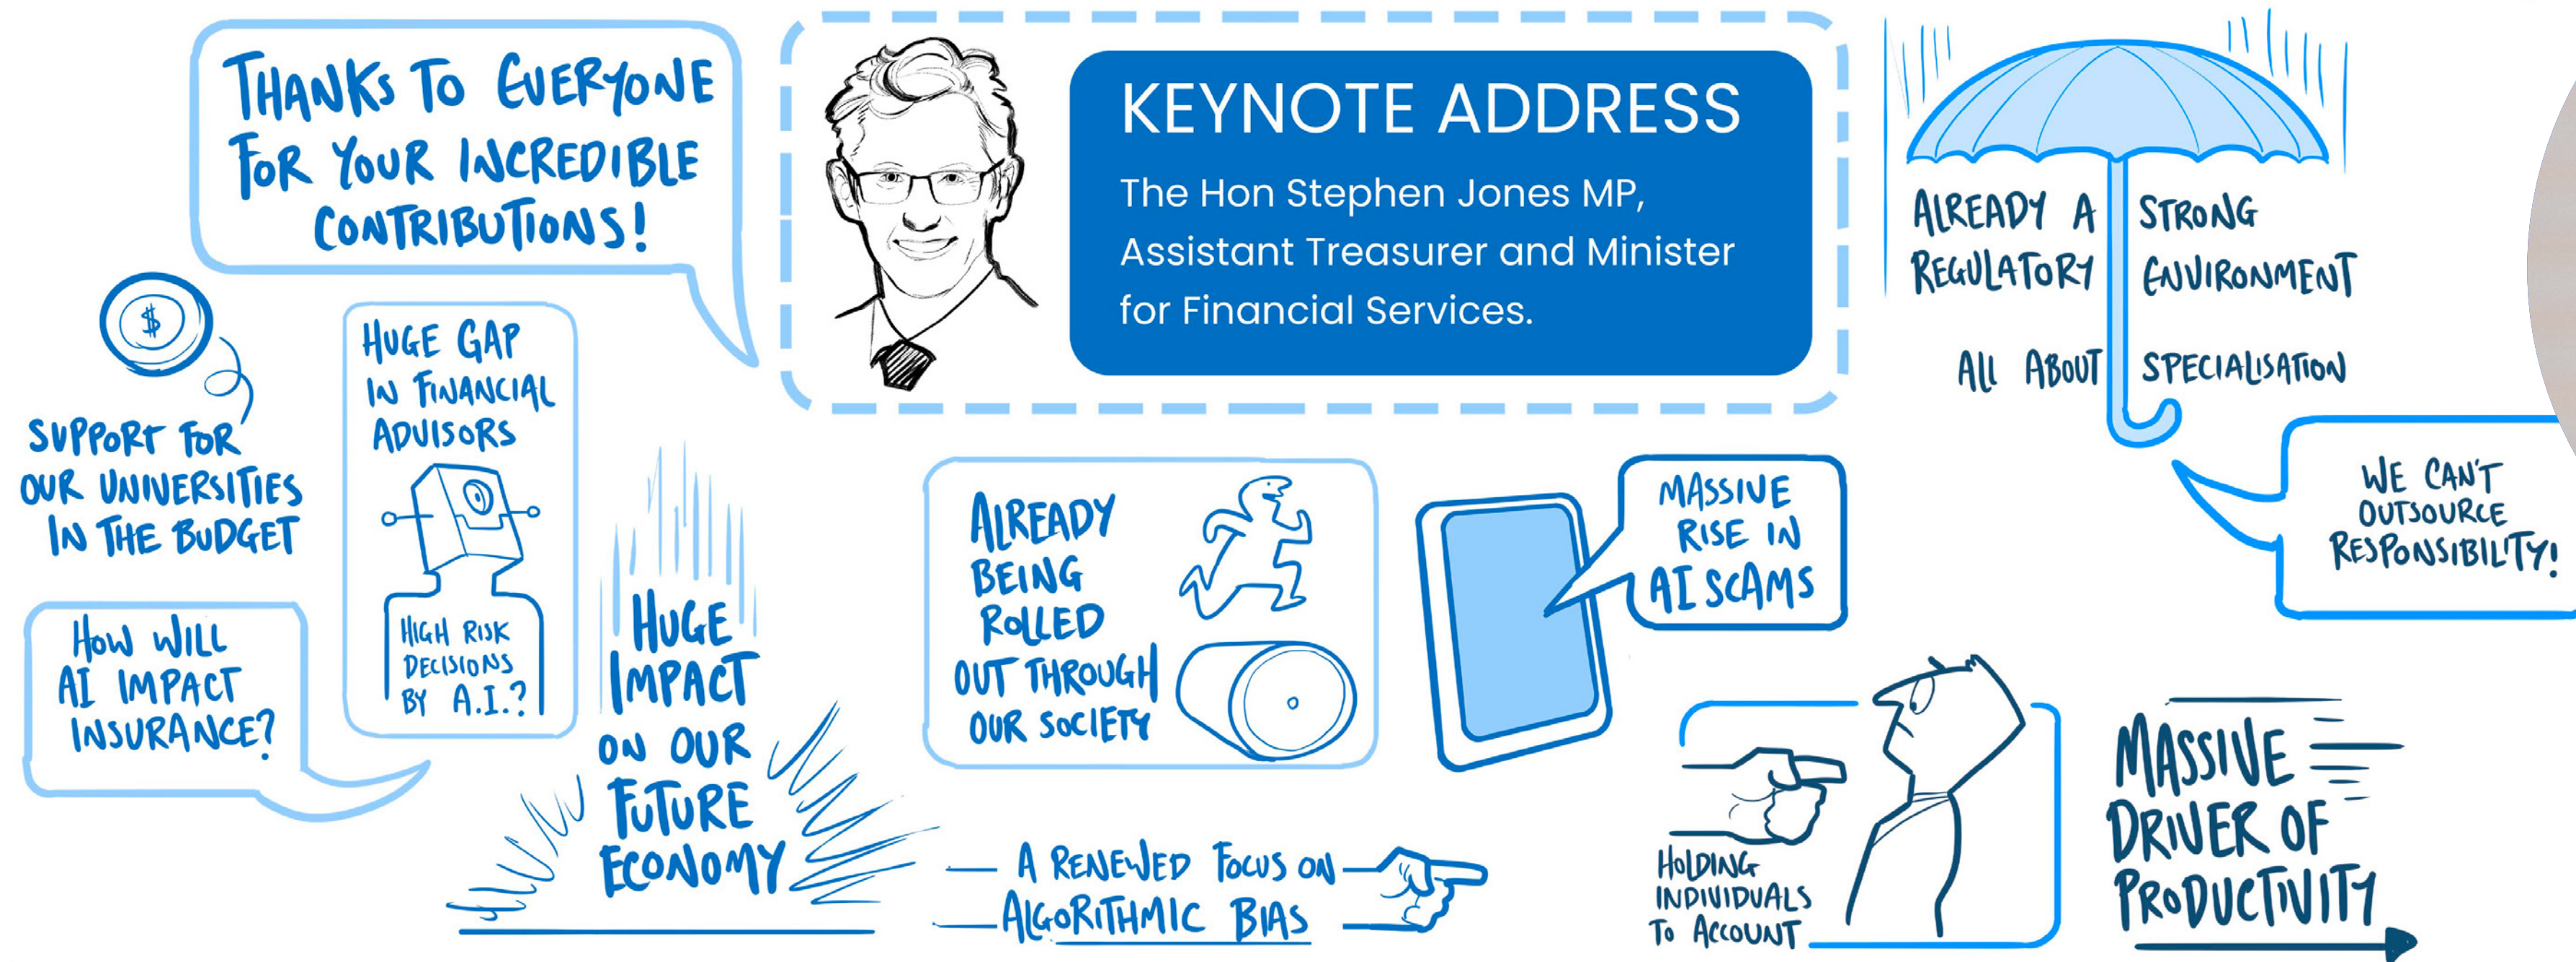 THANKS TO EVERYONE
FOR YOUR INCREDIBLE
CONTRIBUTIONS!
KEYNOTE ADDRESS
The Hon Stephen Jones MP,
Assistant Treasurer and Minister
for Financial Services.
ALREADY A STRONG
REGULATORY ENVIRONMENT
ALL ABOUT SPECIALISATION
WE CAN'T
OUTSOURCE
RESPONSIBILITY!
$
SUPPORT FOR
OUR UNIVERSITIES
IN THE BUDGET
HUGE GAP
IN FINANCIAL
ADVISORS
HIGH RISK
DECISIONS
BY A.I.?
HOW WILL
AI IMPACT
INSURANCE?
HUGE
IMPACT
ON OUR
FUTURE
ECONOMY
ALREADY
BEING
ROLLED
OUT THROUGH
OUR SOCIETY
MASSIVE
RISE IN
AI SCAMS
A RENEWED FOCUS ON
ALGORITHMIC BIAS
HOLDING
INDIVIDUALS
TO ACCOUNT
MASSIVE
DRIVER OF
PRODUCTIVITY